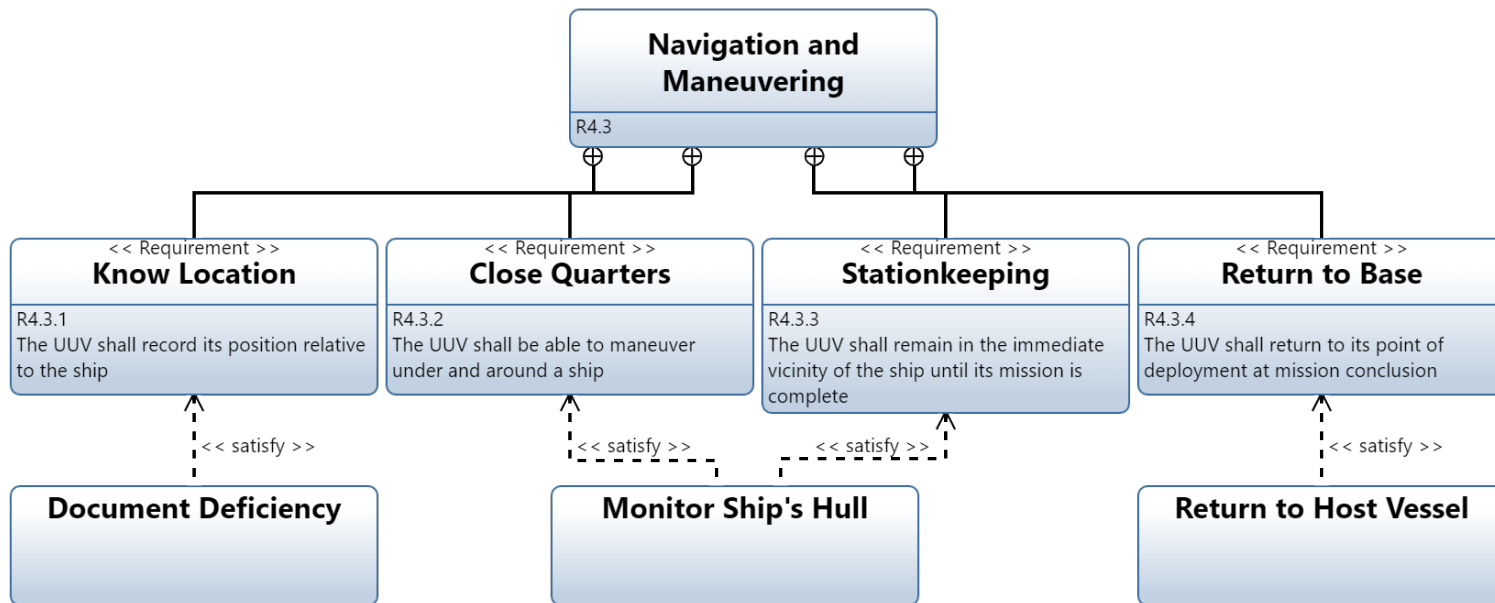 Navigation and
Maneuvering
R4.3
<< Requirement >>
Know Location
R4.3.1
The UUV shall record its position relative
to the ship
<< Requirement >>
Close Quarters
R4.3.2
The UUV shall be able to maneuver
under and around a ship
<< Requirement >>
Stationkeeping
R4.3.3
The UUV shall remain in the immediate
vicinity of the ship until its mission is
complete
<< Requirement >>
Return to Base
R4.3.4
The UUV shall return to its point of
deployment at mission conclusion
<< satisfy >>
<< satisfy >>
<< satisfy >>
<< satisfy >>
Document Deficiency
Monitor Ship's Hull
Return to Host Vessel